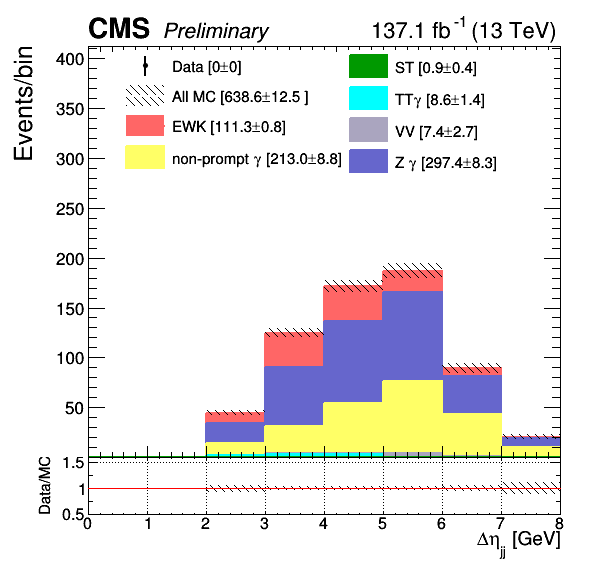 CMS Preliminary 137.1 fb⁻¹ (13 TeV)
Events/bin
400
350
300
250
200
150
100
50
Data [0±0]
All MC [638.6±12.5 ]
EWK [111.3±0.8]
non-prompt γ [213.0±8.8]
ST [0.9±0.4]
TTγ [8.6±1.4]
VV [7.4±2.7]
Z γ [297.4±8.3]
Data/MC
1.5
1
0.5
0 1 2 3 4 5 6 7 8
Δηjj [GeV]